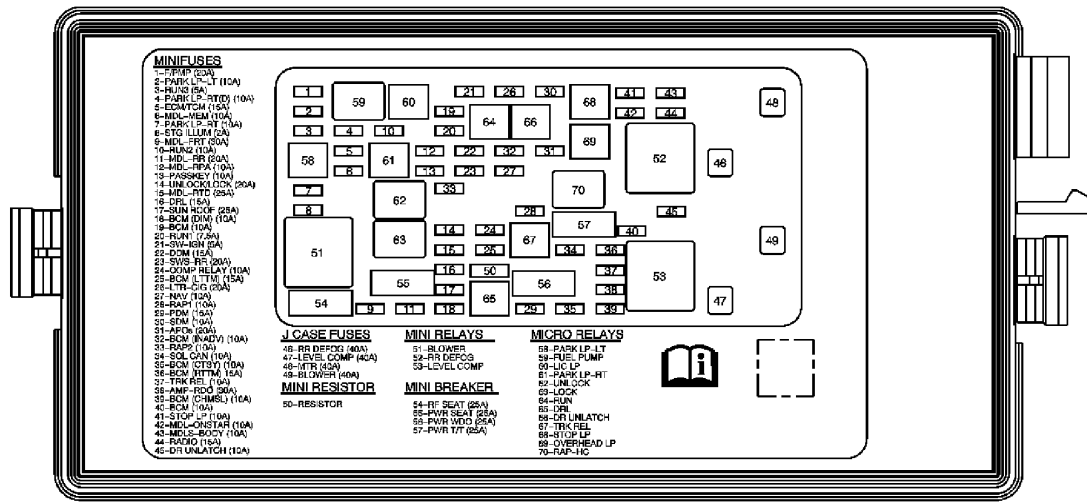 MINIFUSES
1-F/PMP (20A)
2-PARK LP-LT (10A)
3-RUN3 (5A)
4-PARK LP-RT(D) (10A)
5-ECM/TCM (15A)
6-MDL-MEM (10A)
7-PARK LP-RT (10A)
8-STG ILLUM (2A)
9-MDL-FRT (30A)
10-RUN2 (10A)
11-MDL-RR (20A)
12-MDL-RPA (10A)
13-PASSKEY (10A)
14-UNLOCK/LOCK (20A)
15-MDL-RTD (25A)
16-DRL (15A)
17-SUN ROOF (25A)
18-BCM (DIM) (10A)
19-BCM (10A)
20-RUN1 (7.5A)
21-SW-IGN (5A)
22-DDM (15A)
23-SWS-RR (20A)
24-COMP RELAY (10A)
25-BCM (LTTM) (15A)
26-LTR-CIG (20A)
27-NAV (10A)
28-RAP1 (10A)
29-PDM (15A)
30-SDM (10A)
31-APOs (20A)
32-BCM (INADV) (10A)
33-RAP2 (10A)
34-SOL CAN (10A)
35-BCM (CTSY) (10A)
36-BCM (RTTM) 15A)
37-TRK REL (10A)
38-AMP-RDO (30A)
39-BCM (CHMSL) (10A)
40-BCM (10A)
41-STOP LP (10A)
42-MDL-ONSTAR (10A)
43-MDLS-BODY (10A)
44-RADIO (15A)
45-DR UNLATCH (10A)
1 59 60 21 26 30 68 41 43 48
2 19 64 66 42 44
3 4 10 20 69 52
58 5 61 12 22 32 31 46
6 13 23 27
7 62 33 70
8 28 57 45
51 63 14 24 67 40 49
15 25 34 36
16 50 37 53
55 17 56 38
54 9 11 18 65 29 35 39 47
J CASE FUSES
46-RR DEFOG (40A)
47-LEVEL COMP (40A)
48-MTR (40A)
49-BLOWER (40A)
MINI RESISTOR
50-RESISTOR
MINI RELAYS
51-BLOWER
52-RR DEFOG
53-LEVEL COMP
MINI BREAKER
54-RF SEAT (25A)
55-PWR SEAT (25A)
56-PWR WDO (25A)
57-PWR T/T (25A)
MICRO RELAYS
58-PARK LP-LT
59-FUEL PUMP
60-LIC LP
61-PARK LP-RT
62-UNLOCK
63-LOCK
64-RUN
65-DRL
66-DR UNLATCH
67-TRK REL
68-STOP LP
69-OVERHEAD LP
70-RAP-HC
i